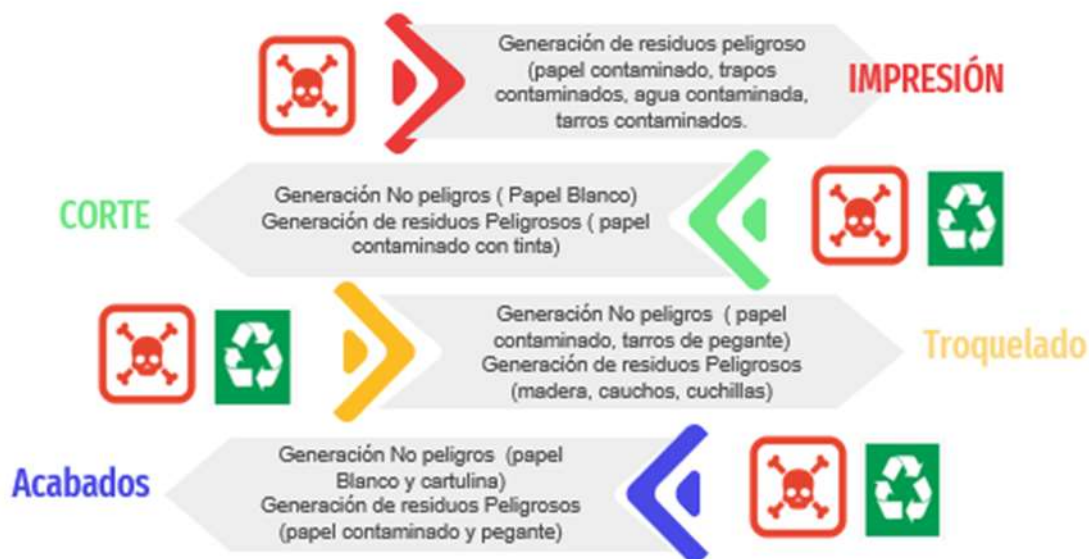 Generación de residuos peligroso
(papel contaminado, trapos
contaminados, agua contaminada,
tarros contaminados.
IMPRESIÓN
CORTE
Generación No peligros ( Papel Blanco)
Generación de residuos Peligrosos ( papel
contaminado con tinta)
Generación No peligros ( papel
contaminado, tarros de pegante)
Generación de residuos Peligrosos
(madera, cauchos, cuchillas)
Troquelado
Acabados
Generación No peligros (papel
Blanco y cartulina)
Generación de residuos Peligrosos
(papel contaminado y pegante)